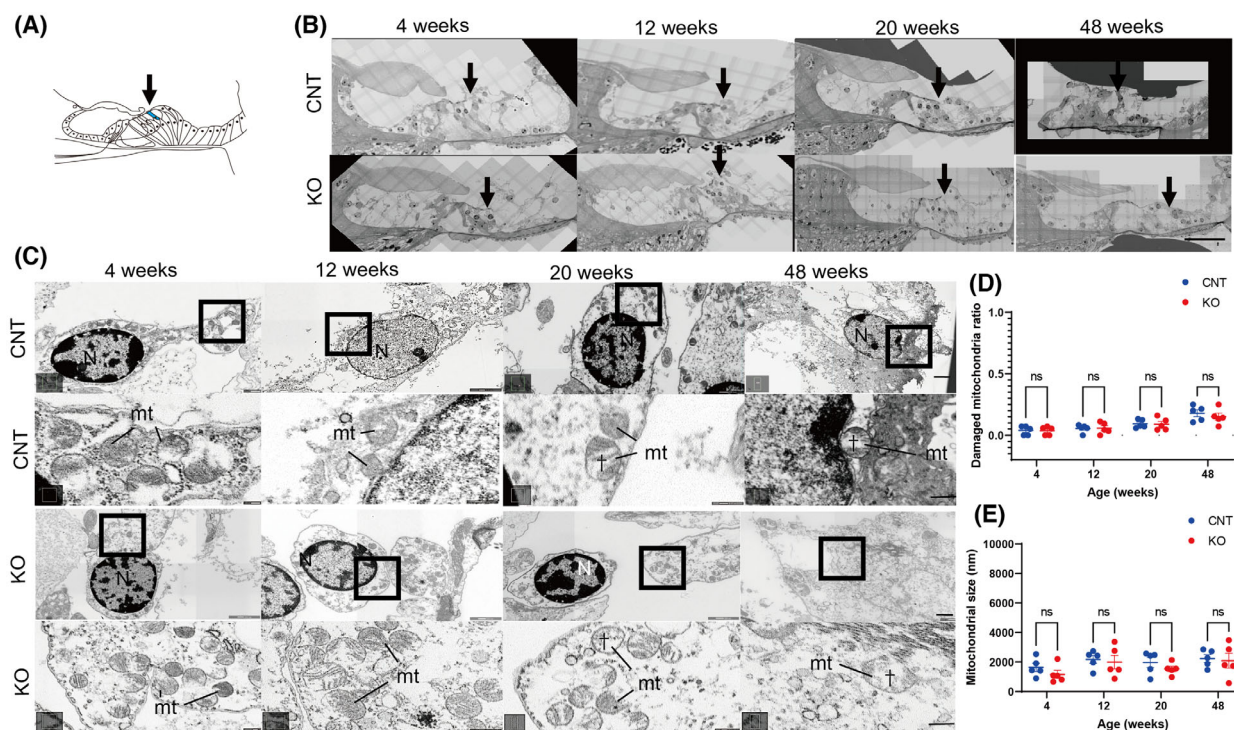 (A)
(B)
4 weeks 12 weeks 20 weeks 48 weeks
CNT
KO
(C)
4 weeks 12 weeks 20 weeks 48 weeks
CNT
N N N N
CNT
mt mt mt mt
† †
KO
N N N
KO
mt mt mt mt
† †
(D)
CNT
KO
Damaged mitochondria ratio
1.0
0.5
0.0
ns ns ns ns
4 12 20 48
Age (weeks)
(E)
CNT
KO
Mitochondrial size (nm)
10000
8000
6000
4000
2000
0
ns ns ns ns
4 12 20 48
Age (weeks)